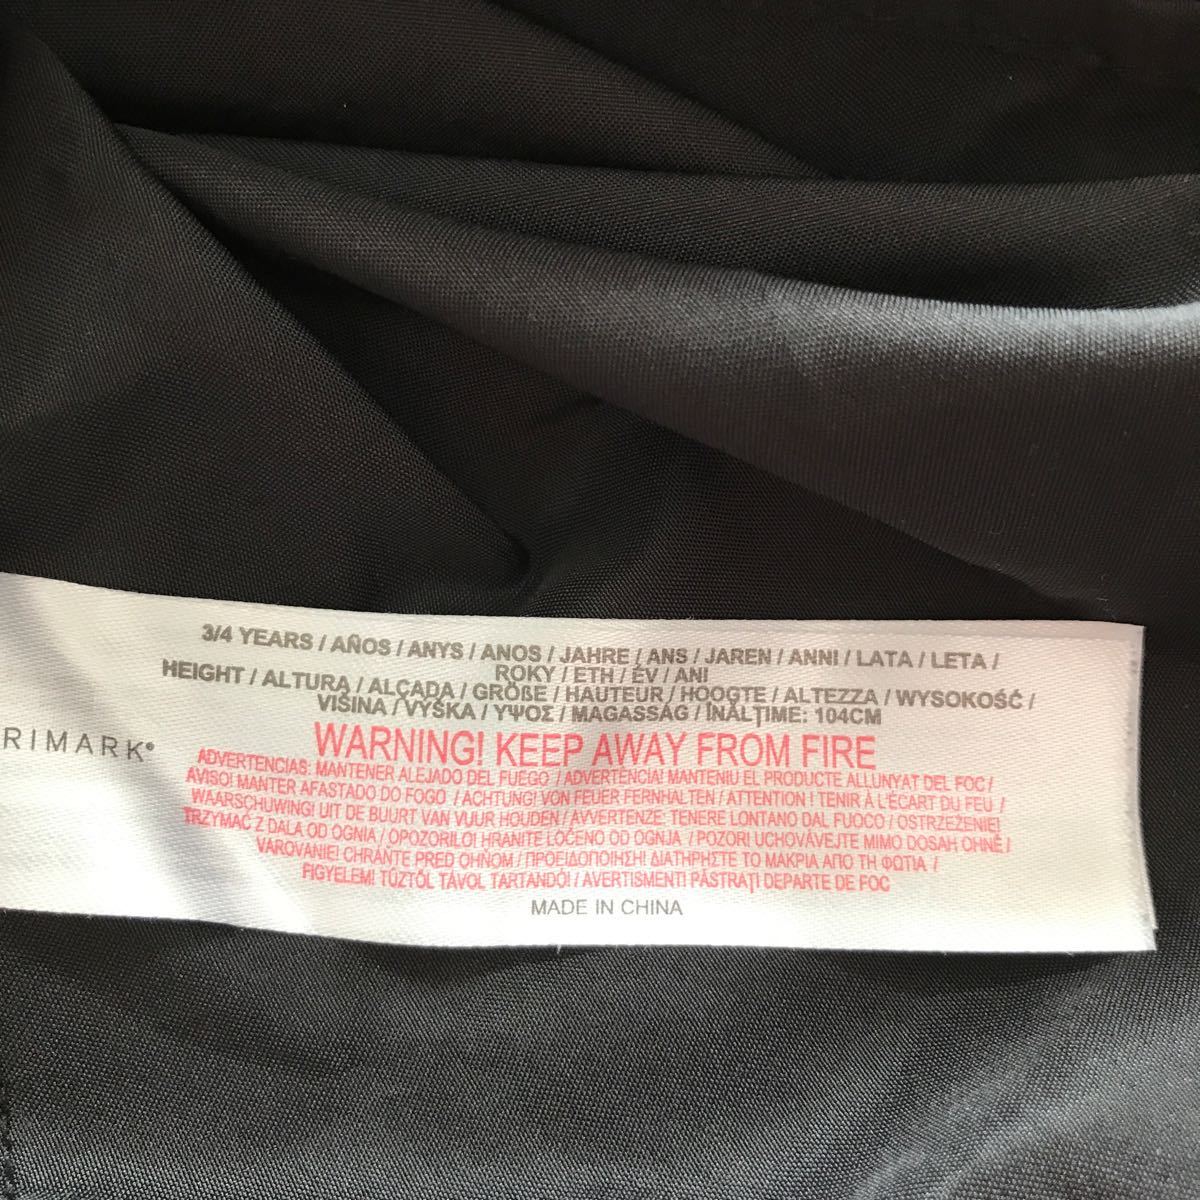 3/4 YEARS / AÑOS / ANYS / ANOS / JAHRE / ANS / JAREN / ANNI / LATA / LETA /
ROKY / ETH / ÉV / ANI
HEIGHT / ALTURA / ALÇADA / GRÖßE / HAUTEUR / HOOGTE / ALTEZZA / WYSOKOŚĆ /
VIŠINA / VÝŠKA / ΥΨΟΣ / MAGASSÁG / ÎNĂLȚIME: 104CM
RIMARK®
WARNING! KEEP AWAY FROM FIRE
ADVERTENCIAS: MANTENER ALEJADO DEL FUEGO / ADVERTÈNCIA! MANTENIU EL PRODUCTE ALLUNYAT DEL FOC /
AVISO! MANTER AFASTADO DO FOGO / ACHTUNG! VON FEUER FERNHALTEN / ATTENTION ! TENIR À L'ÉCART DU FEU /
WAARSCHUWING! UIT DE BUURT VAN VUUR HOUDEN / AVVERTENZE: TENERE LONTANO DAL FUOCO / OSTRZEŻENIE!
TRZYMAĆ Z DALA OD OGNIA / OPOZORILO! HRANITE LOČENO OD OGNJA / POZOR! UCHOVÁVEJTE MIMO DOSAH OHNĚ /
VAROVANIE! CHRÁŇTE PRED OHŇOM / ΠΡΟΕΙΔΟΠΟΙΗΣΗ! ΔΙΑΤΗΡΗΣΤΕ ΤΟ ΜΑΚΡΙΑ ΑΠΟ ΤΗ ΦΩΤΙΑ /
FIGYELEM! TŰZTŐL TÁVOL TARTANDÓ! / AVERTISMENT! PĂSTRAȚI DEPARTE DE FOC
MADE IN CHINA